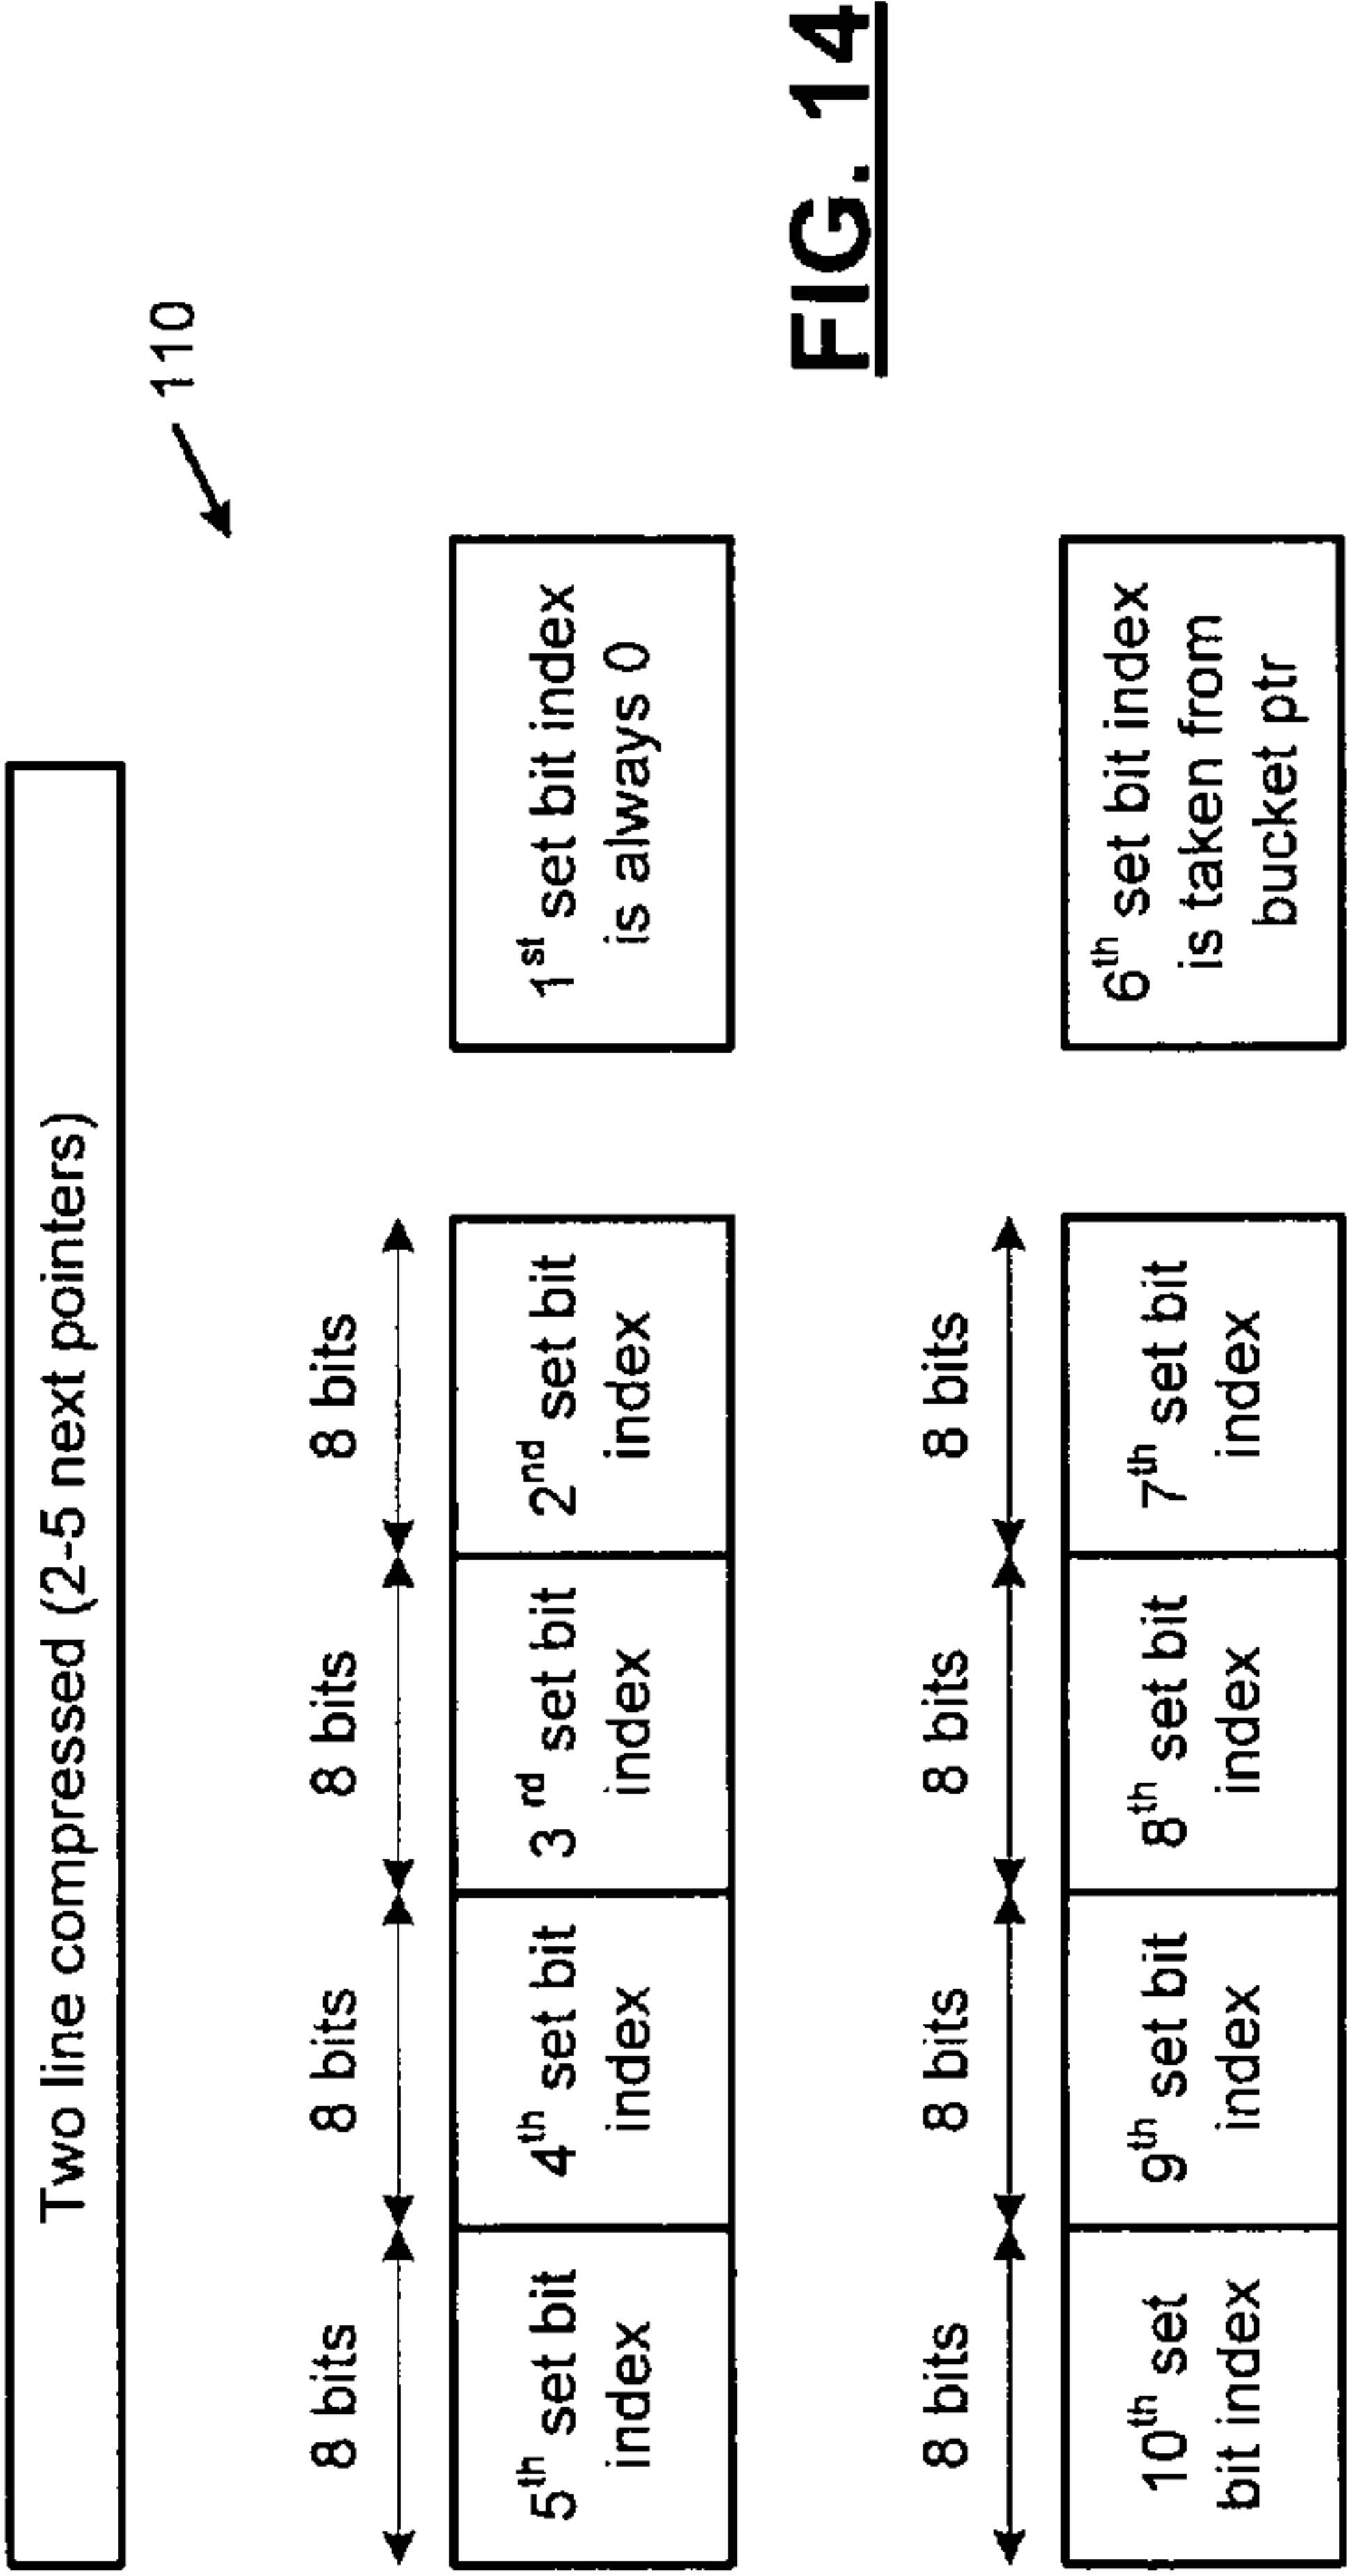 Two line compressed (2-5 next pointers)
110
8 bits
8 bits
8 bits
8 bits
5th set bit
index
4th set bit
index
3rd set bit
index
2nd set bit
index
1st set bit index
is always 0
8 bits
8 bits
8 bits
8 bits
10th set
bit index
9th set bit
index
8th set bit
index
7th set bit
index
6th set bit index
is taken from
bucket ptr
FIG. 14